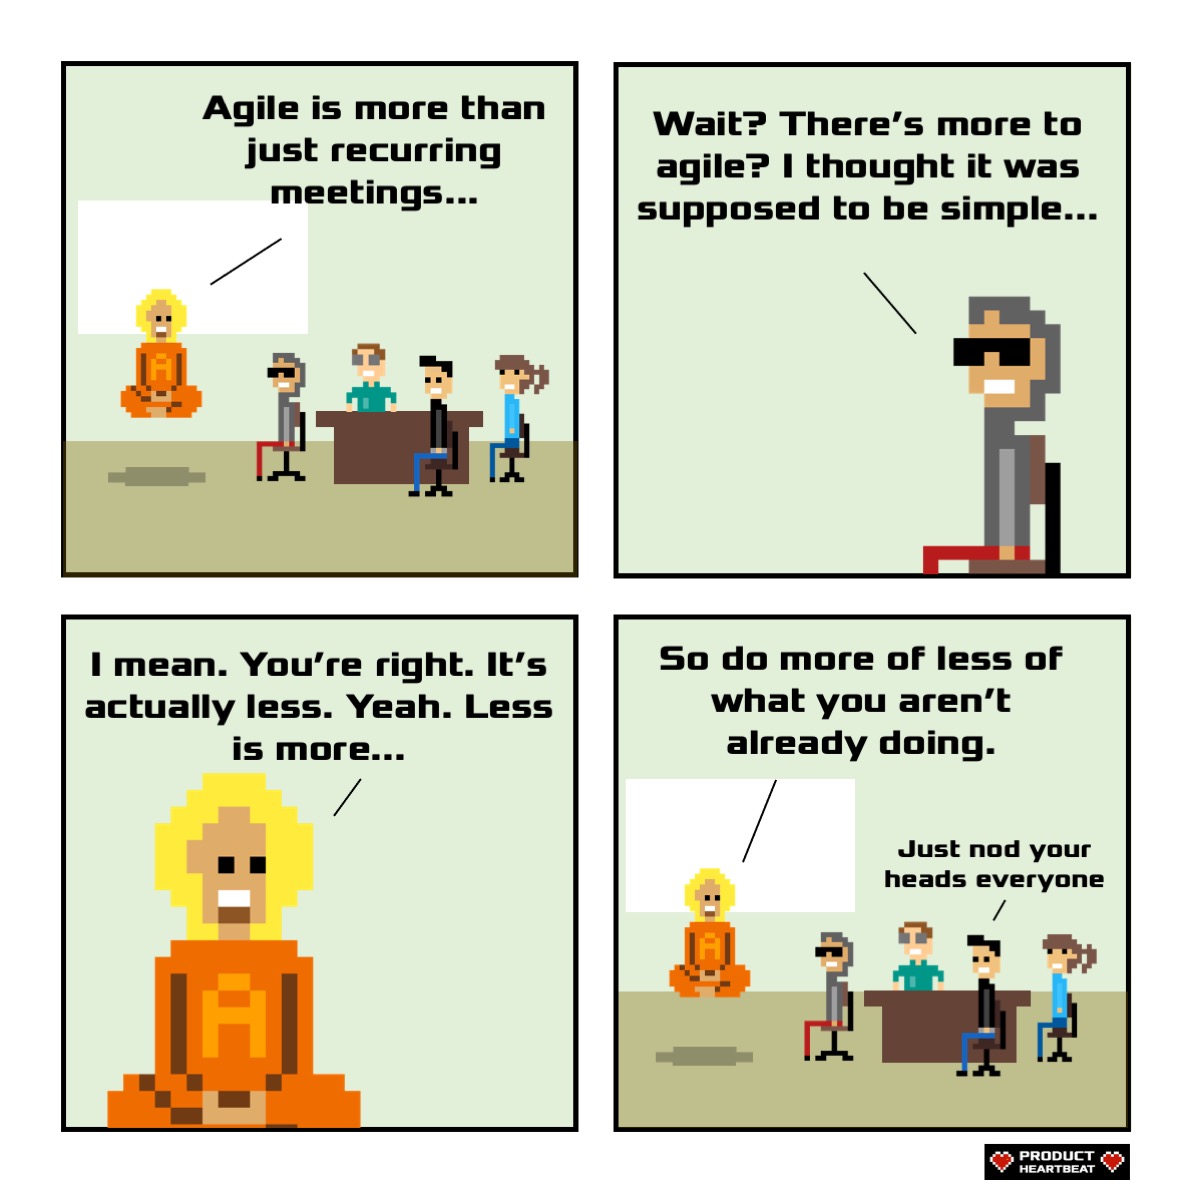 Agile is more than
just recurring
meetings...
Wait? There's more to
agile? I thought it was
supposed to be simple...
I mean. You're right. It's
actually less. Yeah. Less
is more...
So do more of less of
what you aren't
already doing.
Just nod your
heads everyone
PRODUCT
HEARTBEAT